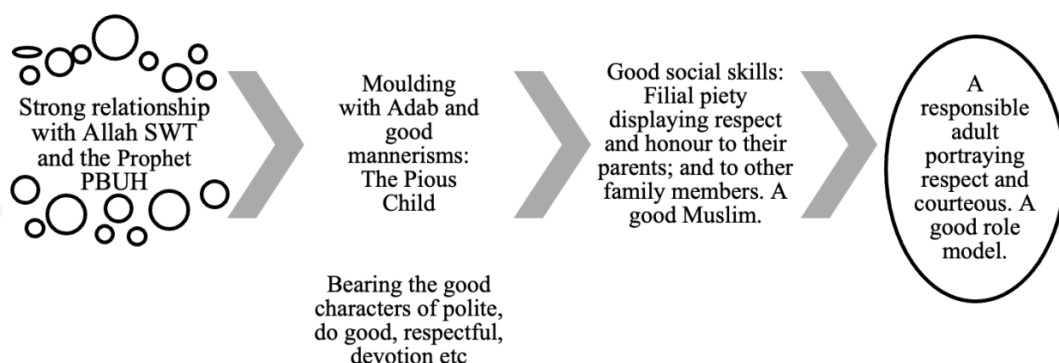 Strong relationship
with Allah SWT
and the Prophet
PBUH
Moulding
with Adab and
good
mannerisms:
The Pious
Child
Bearing the good
characters of polite,
do good, respectful,
devotion etc
Good social skills:
Filial piety
displaying respect
and honour to their
parents; and to other
family members. A
good Muslim.
A
responsible
adult
portraying
respect and
courteous. A
good role
model.